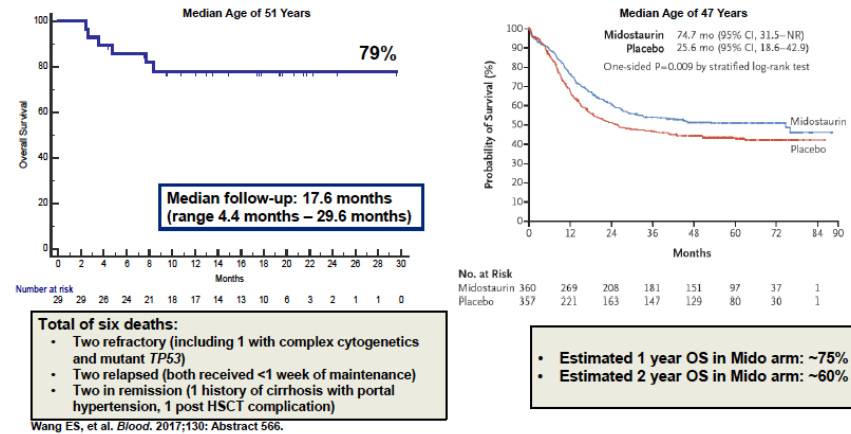 Median Age of 51 Years
100
80
60
40
20
0
Overall Survival
79%
Median follow-up: 17.6 months
(range 4.4 months – 29.6 months)
0 2 4 6 8 10 12 14 16 18 20 22 24 26 28 30
Months
Number at risk
29 29 26 24 21 18 17 14 13 10 6 3 2 1 1 0
Total of six deaths:
• Two refractory (including 1 with complex cytogenetics
and mutant TP53)
• Two relapsed (both received <1 week of maintenance)
• Two in remission (1 history of cirrhosis with portal
hypertension, 1 post HSCT complication)
Wang ES, et al. Blood. 2017;130: Abstract 566.
Median Age of 47 Years
100
90
80
70
60
50
40
30
20
10
0
Probability of Survival (%)
Midostaurin 74.7 mo (95% CI, 31.5–NR)
Placebo 25.6 mo (95% CI, 18.6–42.9)
One-sided P=0.009 by stratified log-rank test
Midostaurin
Placebo
0 12 24 36 48 60 72 84 90
Months
No. at Risk
Midostaurin 360 269 208 181 151 97 37 1
Placebo 357 221 163 147 129 80 30 1
• Estimated 1 year OS in Mido arm: ~75%
• Estimated 2 year OS in Mido arm: ~60%